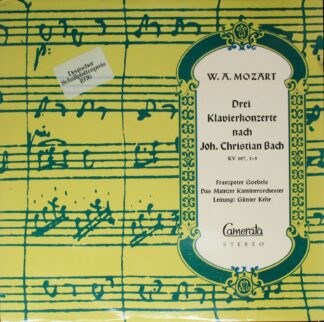 Deutscher
Schallplattenpreis
1976
W. A. MOZART
Drei
Klavierkonzerte
nach
Joh. Christian Bach
KV 107, 1-3
Franzpeter Goebels
Das Mainzer Kammerorchester
Leitung: Günter Kehr
Camerata
STEREO